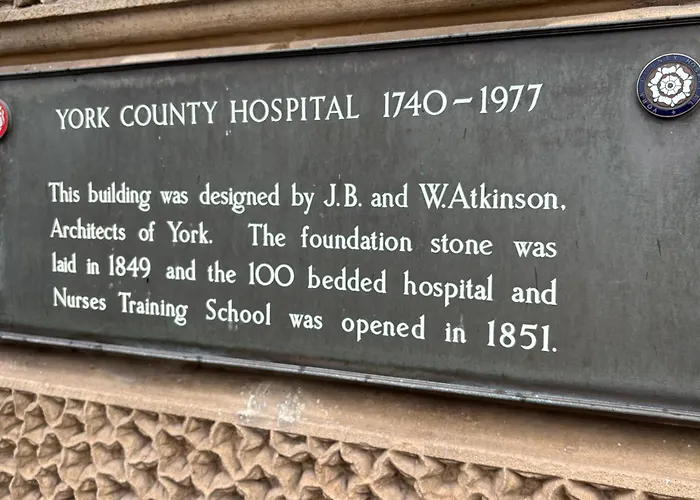 YORK COUNTY HOSPITAL 1740-1977
This building was designed by J.B. and W.Atkinson,
Architects of York. The foundation stone was
laid in 1849 and the 100 bedded hospital and
Nurses Training School was opened in 1851.